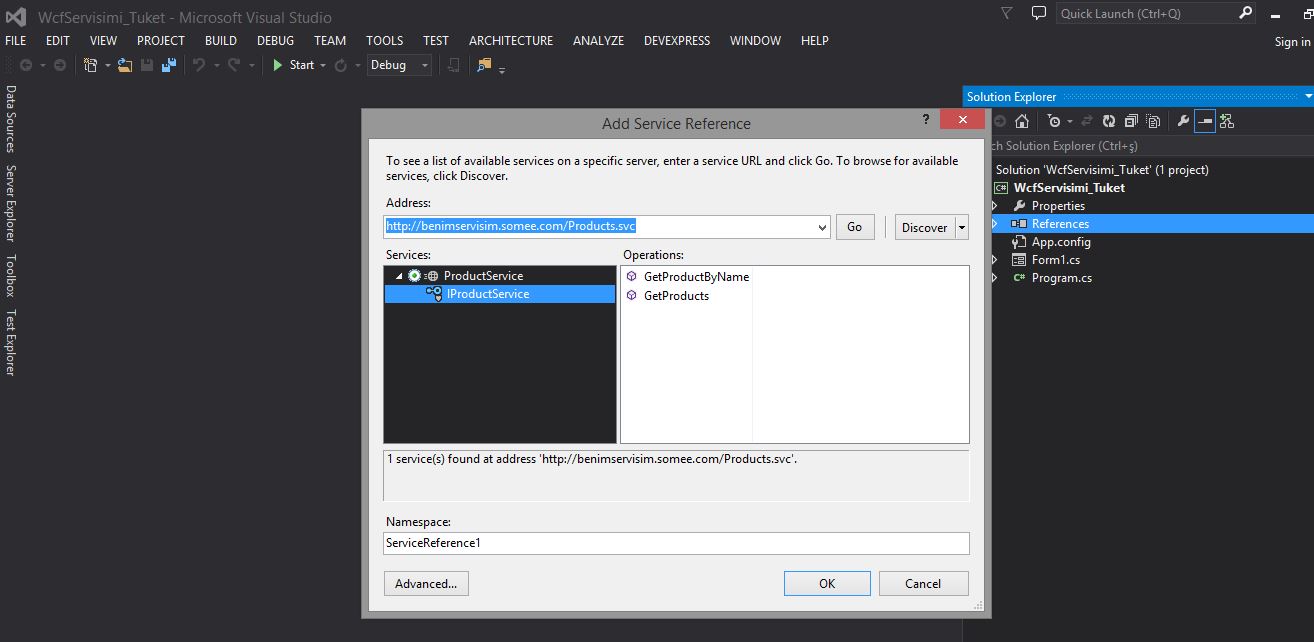 WcfServisimi_Tuket - Microsoft Visual Studio
Quick Launch (Ctrl+Q)
FILE EDIT VIEW PROJECT BUILD DEBUG TEAM TOOLS TEST ARCHITECTURE ANALYZE DEVEXPRESS WINDOW HELP
Sign in
Start Debug
Data Sources
Server Explorer
Toolbox
Test Explorer
Add Service Reference
?
To see a list of available services on a specific server, enter a service URL and click Go. To browse for available
services, click Discover.
Address:
http://benimservisim.somee.com/Products.svc
Go
Discover
Services:
Operations:
ProductService
IProductService
GetProductByName
GetProducts
1 service(s) found at address 'http://benimservisim.somee.com/Products.svc'.
Namespace:
ServiceReference1
Advanced...
OK
Cancel
Solution Explorer
ch Solution Explorer (Ctrl+ş)
Solution 'WcfServisimi_Tuket' (1 project)
C# WcfServisimi_Tuket
Properties
References
App.config
Form1.cs
C# Program.cs